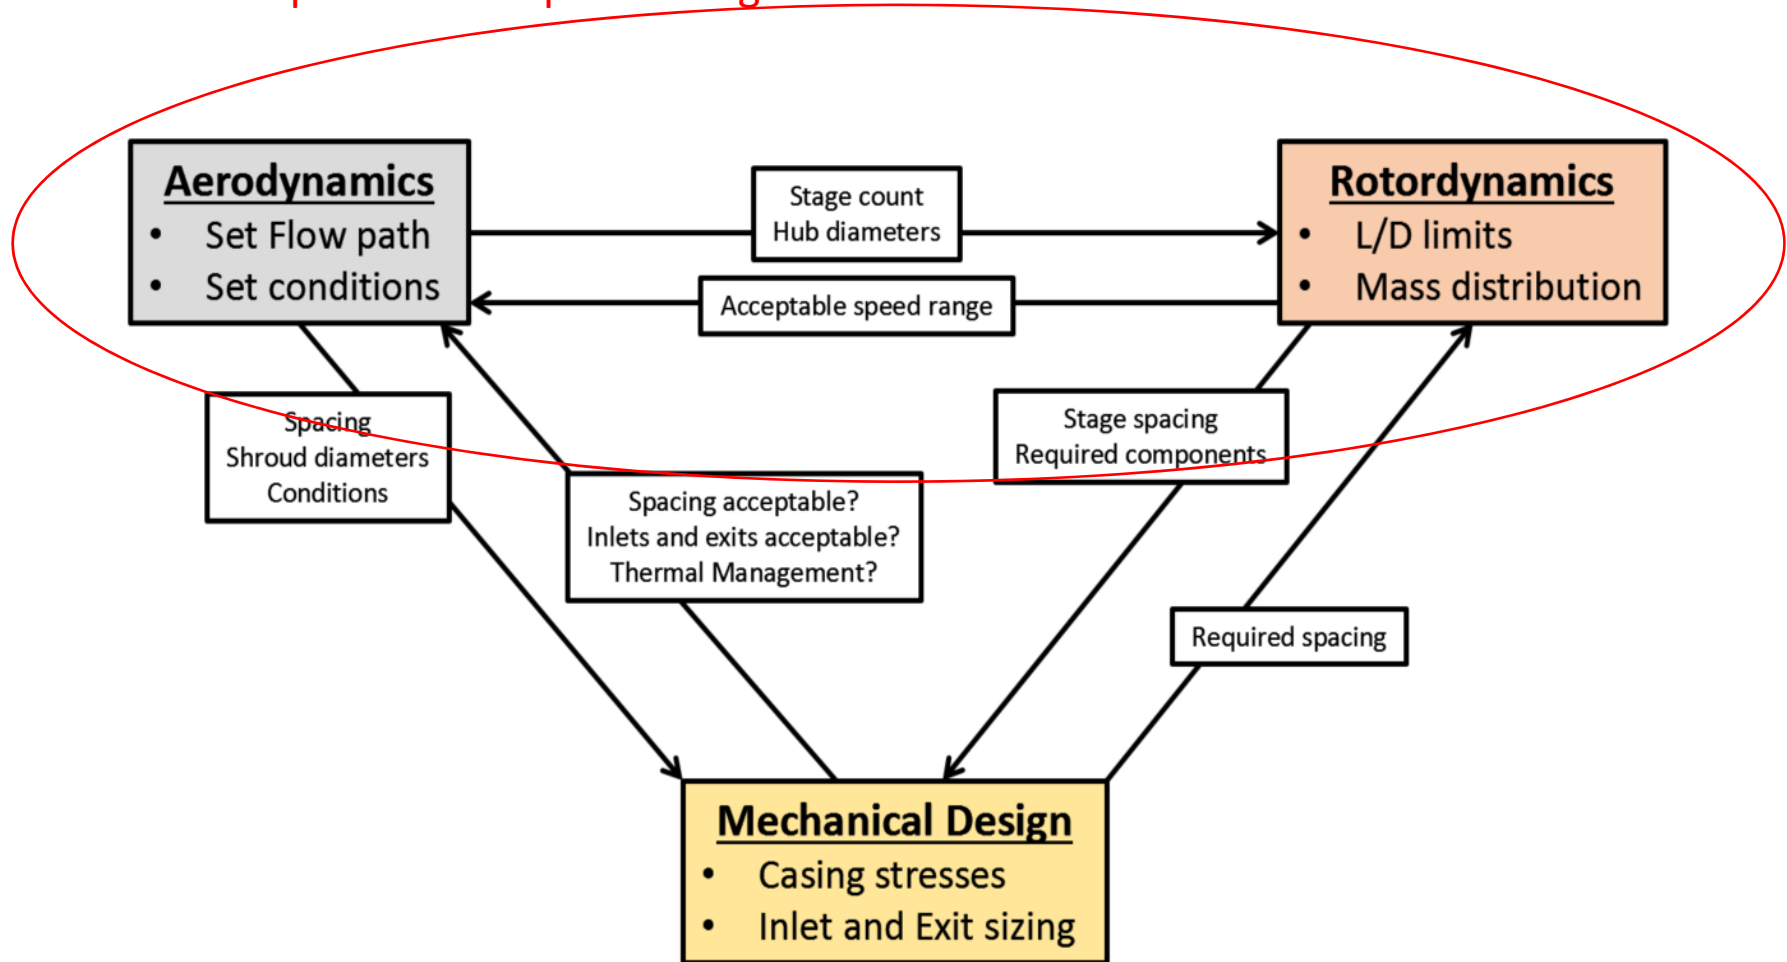 Aerodynamics
• Set Flow path
• Set conditions
Stage count
Hub diameters
Acceptable speed range
Rotordynamics
• L/D limits
• Mass distribution
Spacing
Shroud diameters
Conditions
Spacing acceptable?
Inlets and exits acceptable?
Thermal Management?
Stage spacing
Required components
Required spacing
Mechanical Design
• Casing stresses
• Inlet and Exit sizing